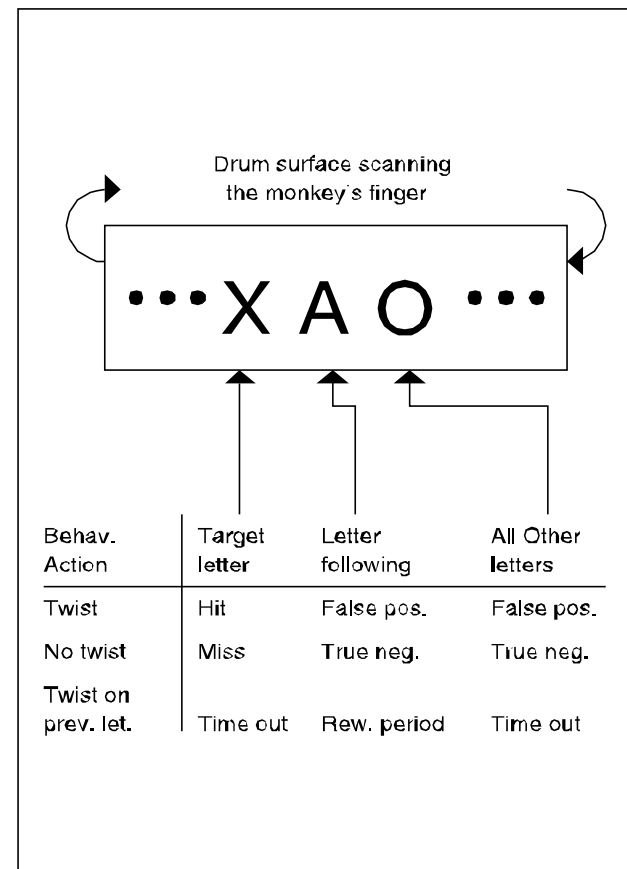 Drum surface scanning
the monkey's finger
•••XAO•••
Behav. Target Letter All Other
Action letter following letters
Twist Hit False pos. False pos.
No twist Miss True neg. True neg.
Twist on
prev. let. Time out Rew. period Time out